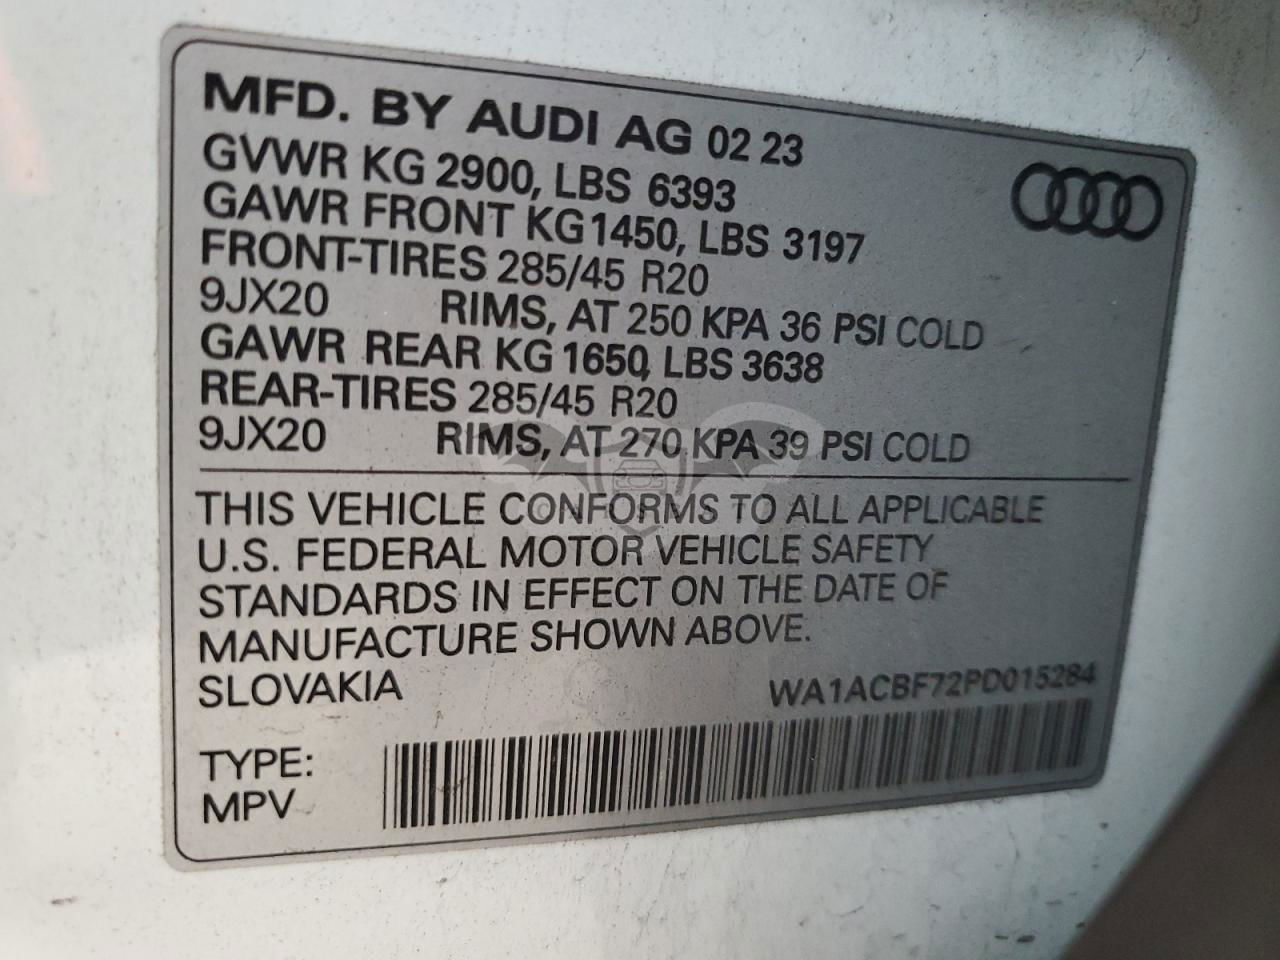 MFD. BY AUDI AG 02 23
GVWR KG 2900, LBS 6393
GAWR FRONT KG 1450, LBS 3197
FRONT-TIRES 285/45 R20
9JX20 RIMS, AT 250 KPA 36 PSI COLD
GAWR REAR KG 1650, LBS 3638
REAR-TIRES 285/45 R20
9JX20 RIMS, AT 270 KPA 39 PSI COLD
THIS VEHICLE CONFORMS TO ALL APPLICABLE
U.S. FEDERAL MOTOR VEHICLE SAFETY
STANDARDS IN EFFECT ON THE DATE OF
MANUFACTURE SHOWN ABOVE.
SLOVAKIA WA1ACBF72PD015284
TYPE:
MPV